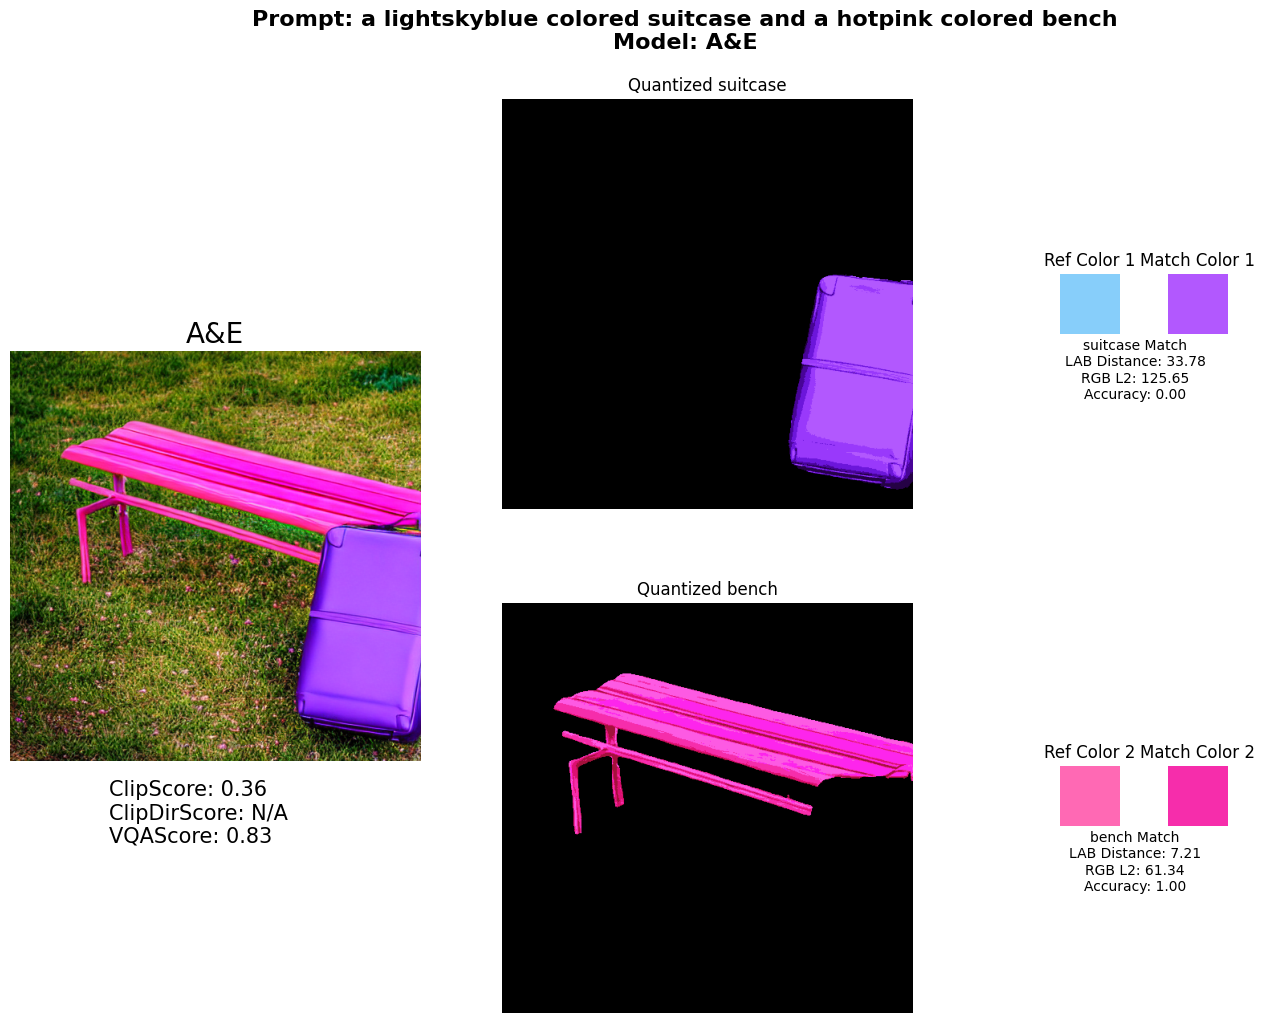 Prompt: a lightskyblue colored suitcase and a hotpink colored bench
Model: A&E
Quantized suitcase
Ref Color 1 Match Color 1
suitcase Match
LAB Distance: 33.78
RGB L2: 125.65
Accuracy: 0.00
A&E
ClipScore: 0.36
ClipDirScore: N/A
VQAScore: 0.83
Quantized bench
Ref Color 2 Match Color 2
bench Match
LAB Distance: 7.21
RGB L2: 61.34
Accuracy: 1.00